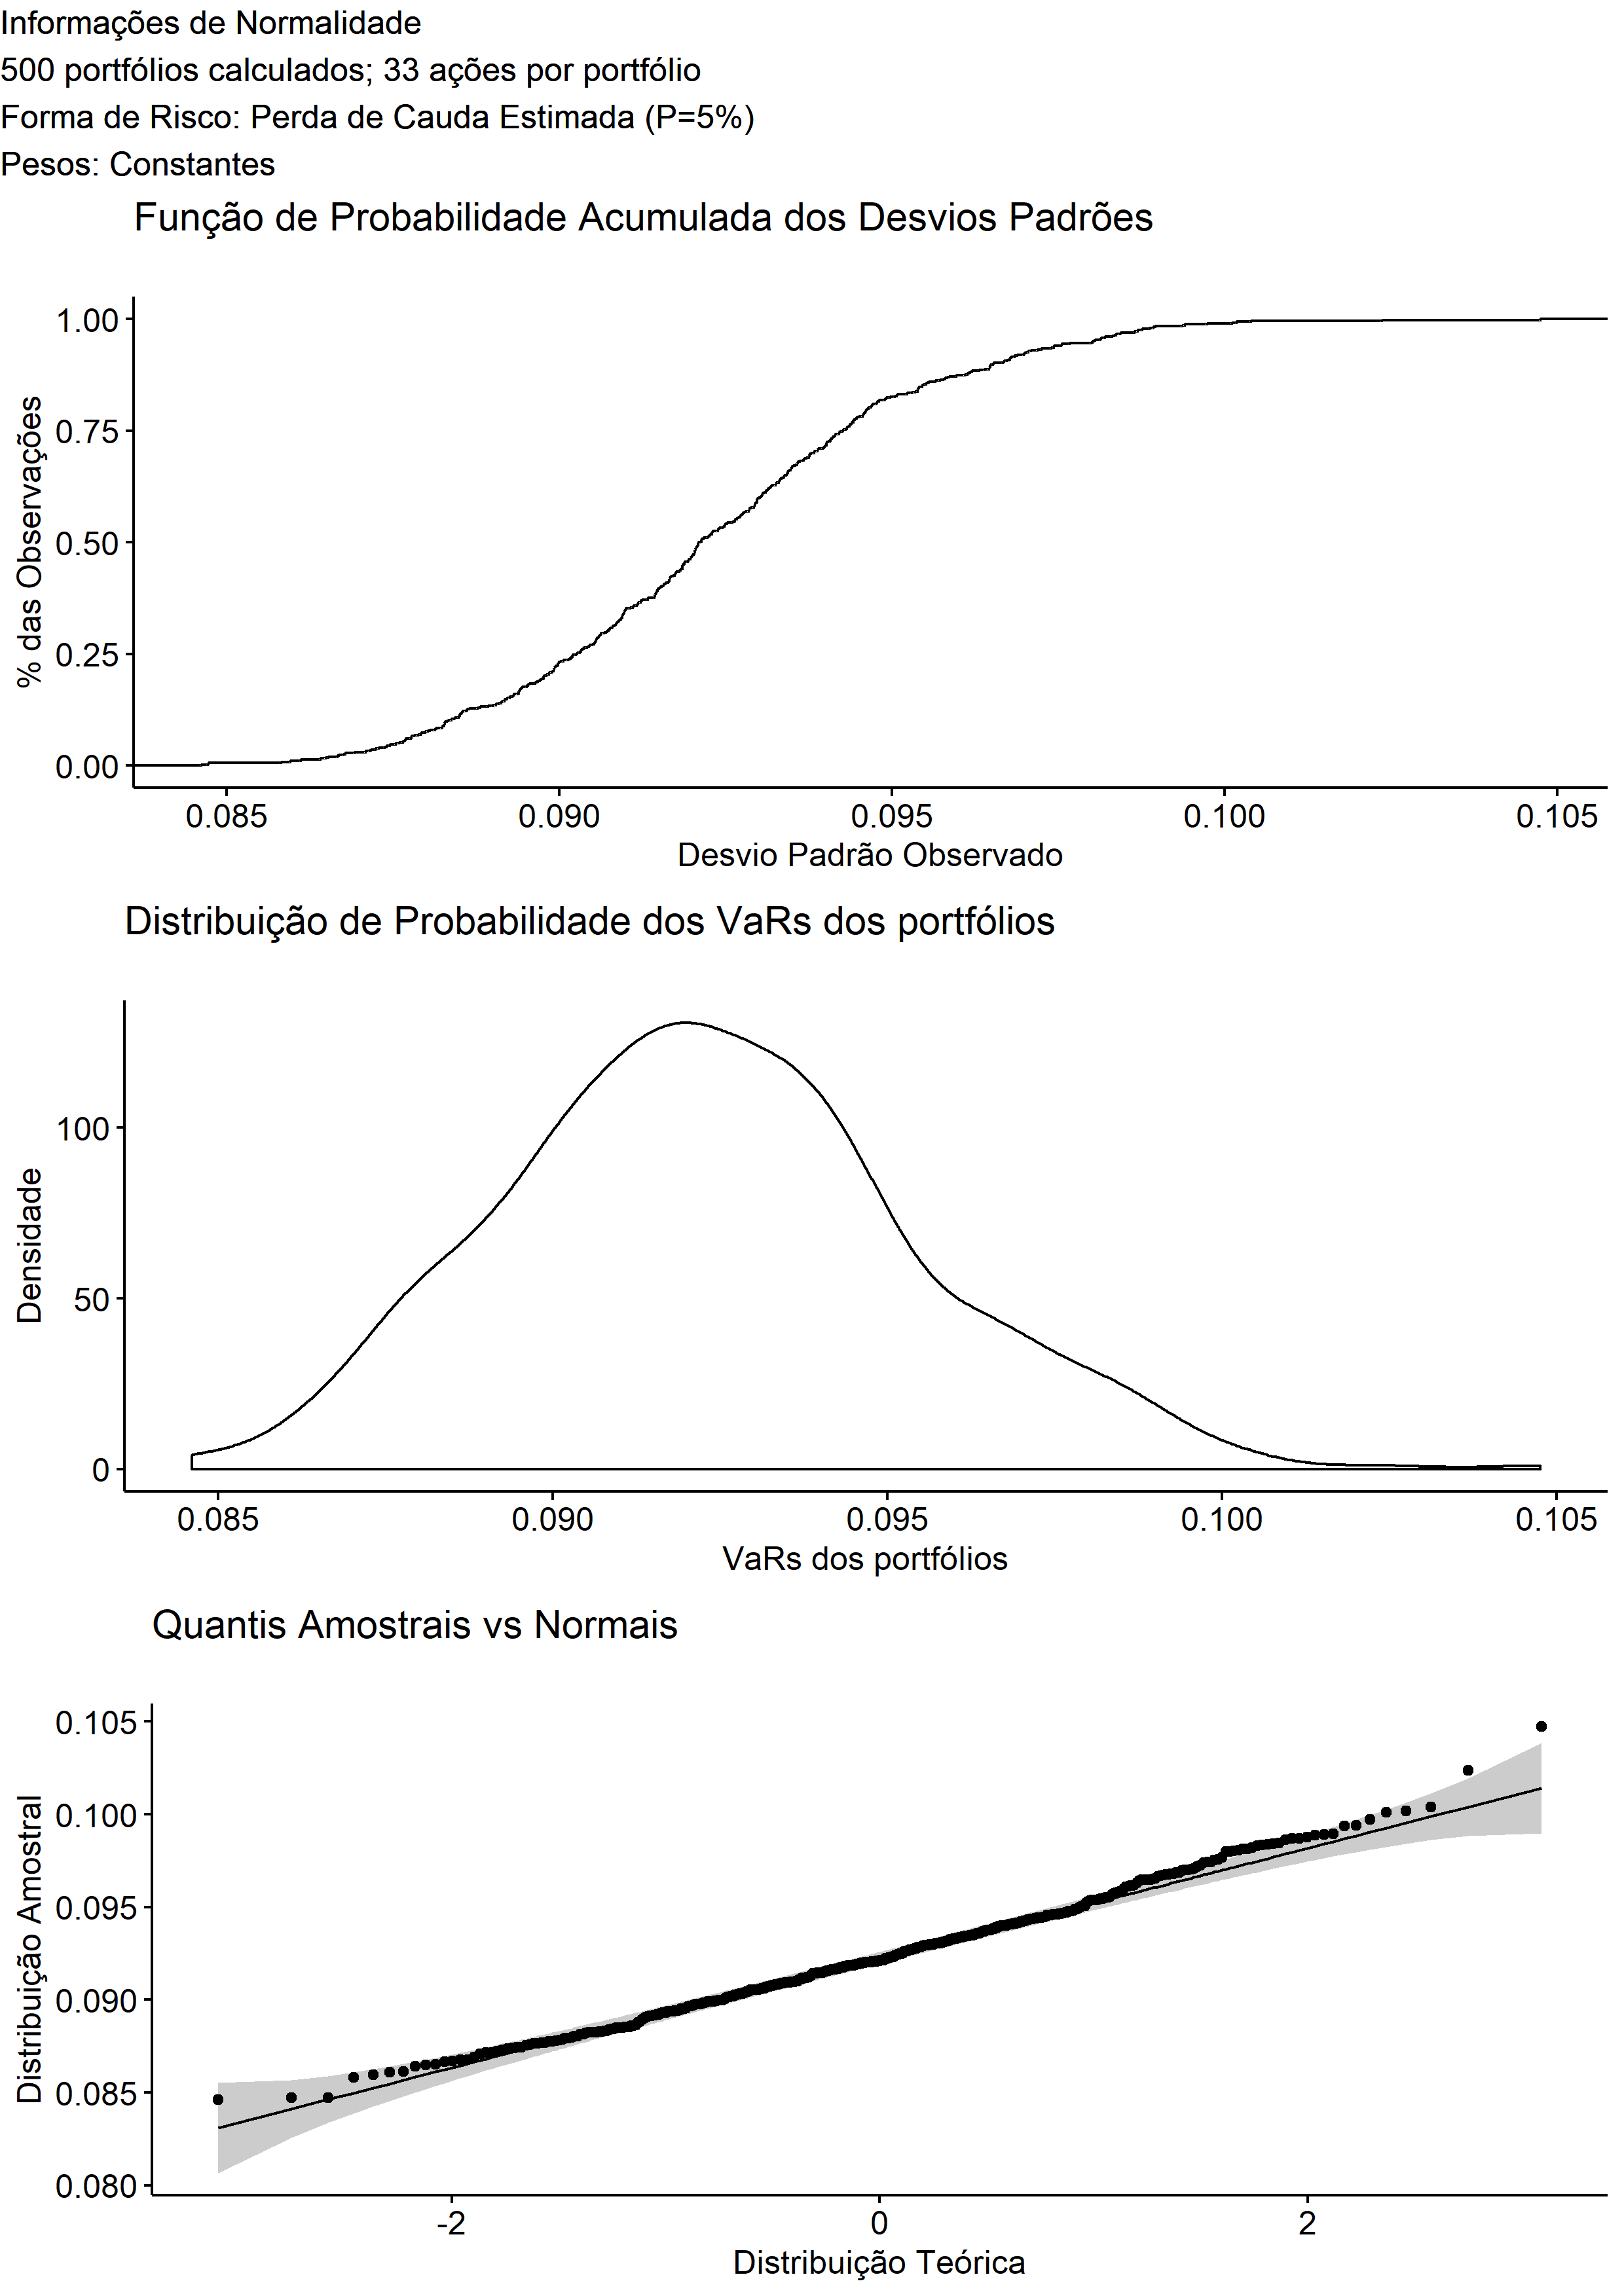 Informações de Normalidade
500 portfólios calculados; 33 ações por portfólio
Forma de Risco: Perda de Cauda Estimada (P=5%)
Pesos: Constantes
Função de Probabilidade Acumulada dos Desvios Padrões
% das Observações
1.00
0.75
0.50
0.25
0.00
0.085 0.090 0.095 0.100 0.105
Desvio Padrão Observado
Distribuição de Probabilidade dos VaRs dos portfólios
Densidade
100
50
0
0.085 0.090 0.095 0.100 0.105
VaRs dos portfólios
Quantis Amostrais vs Normais
Distribuição Amostral
0.105
0.100
0.095
0.090
0.085
0.080
-2 0 2
Distribuição Teórica